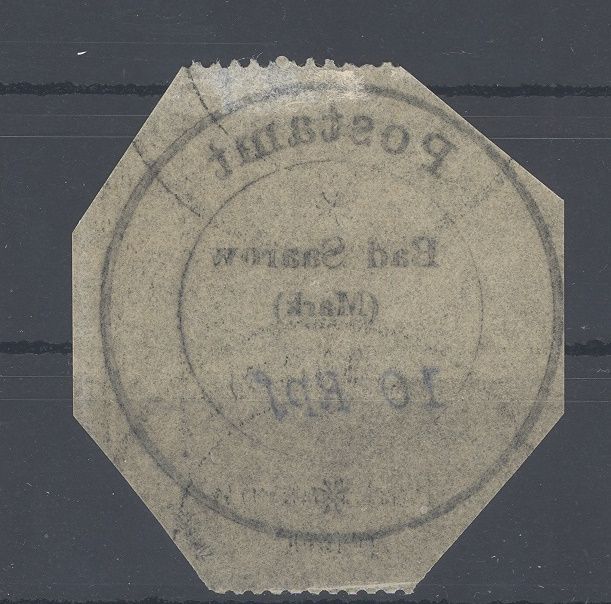 Postamt
Bad Saarow
(Mark)
10 Rpf